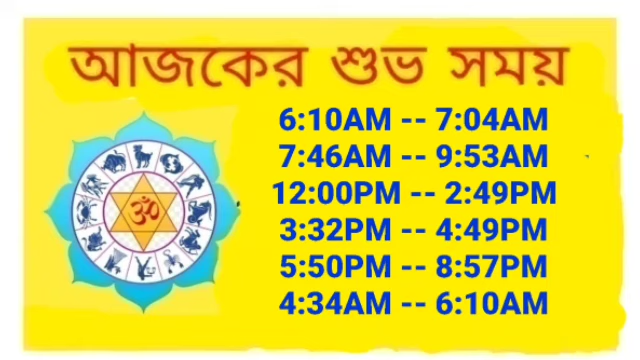 আজকের শুভ সময়
6:10AM -- 7:04AM
7:46AM -- 9:53AM
12:00PM -- 2:49PM
3:32PM -- 4:49PM
5:50PM -- 8:57PM
4:34AM -- 6:10AM
ॐ